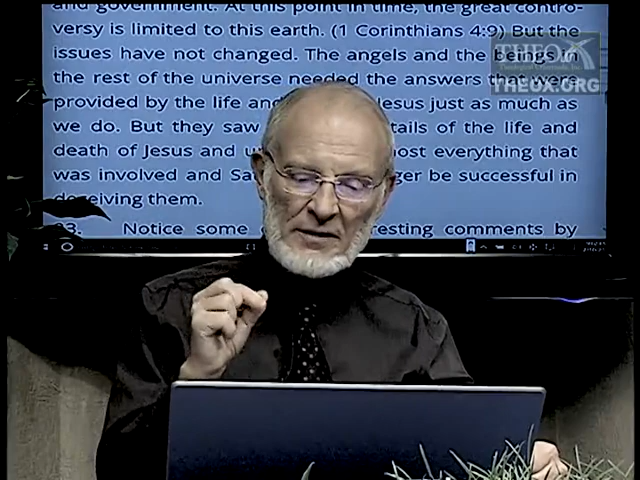 and government. At this point in time, the great contro-
versy is limited to this earth. (1 Corinthians 4:9) But the
issues have not changed. The angels and the beings in
the rest of the universe needed the answers that were
provided by the life and Jesus just as much as
we do. But they saw tails of the life and
death of Jesus and ost everything that
was involved and Sa ger be successful in
deceiving them.
Notice some resting comments by
THEOX
THEOX.ORG